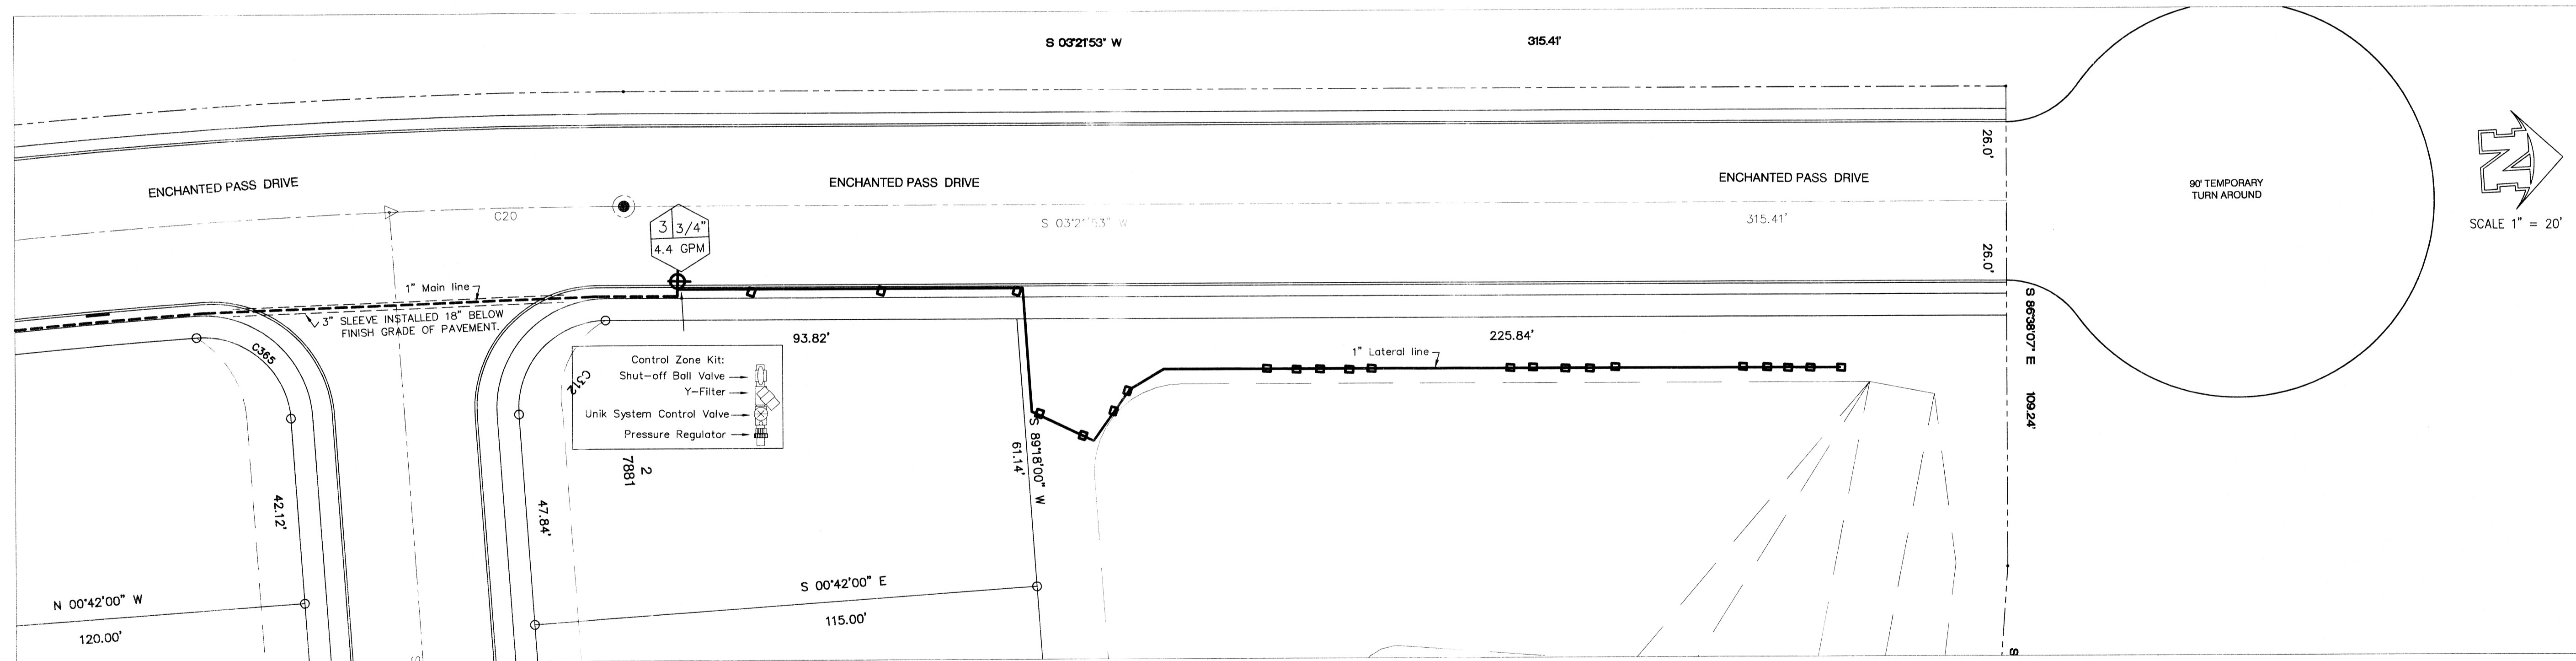 S 03°21'53" W
315.41'
26.0'
ENCHANTED PASS DRIVE
ENCHANTED PASS DRIVE
ENCHANTED PASS DRIVE
90' TEMPORARY
TURN AROUND
N
SCALE 1" = 20'
C20
3
3/4"
4.4 GPM
S 03°21'53" W
315.41'
26.0'
1" Main line
3" SLEEVE INSTALLED 18" BELOW
FINISH GRADE OF PAVEMENT.
93.82'
225.84'
S 86°38'07" E 109.24'
C365
C312
Control Zone Kit:
Shut-off Ball Valve
Y-Filter
Unik System Control Valve
Pressure Regulator
1" Lateral line
S 89°18'00" W
61.14'
2
7881
42.12'
47.84'
N 00°42'00" W
120.00'
S 00°42'00" E
115.00'
S